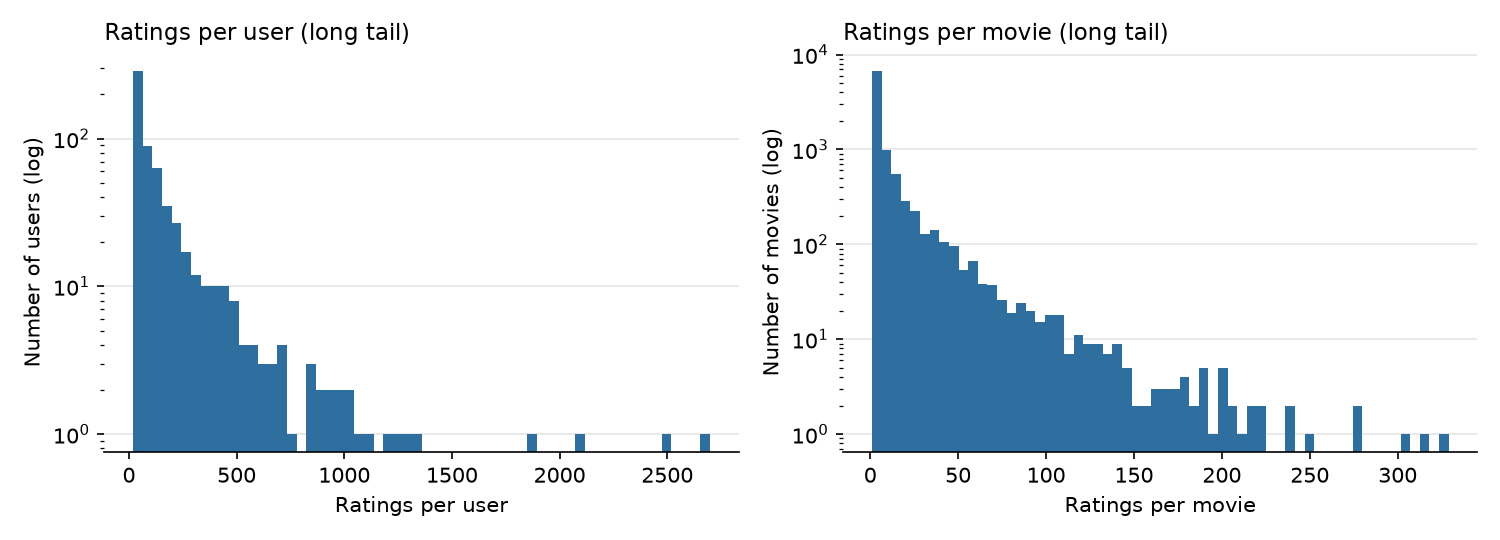 Ratings per user (long tail)
Number of users (log)
10²
10¹
10⁰
0 500 1000 1500 2000 2500
Ratings per user
Ratings per movie (long tail)
Number of movies (log)
10⁴
10³
10²
10¹
10⁰
0 50 100 150 200 250 300
Ratings per movie